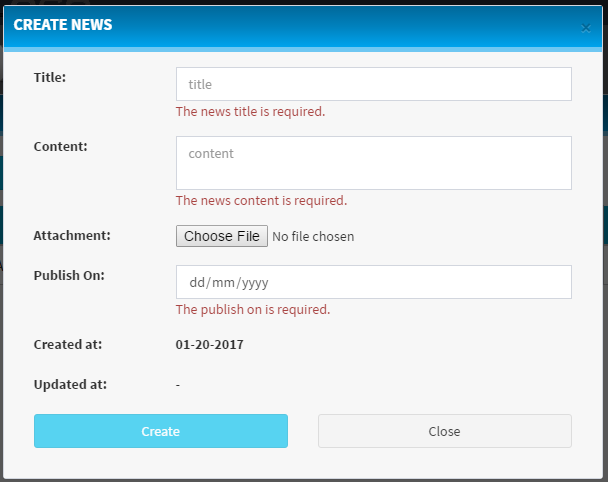 CREATE NEWS ×
Title: title
The news title is required.
Content: content
The news content is required.
Attachment: Choose File No file chosen
Publish On: dd/mm/yyyy
The publish on is required.
Created at: 01-20-2017
Updated at: -
Create Close